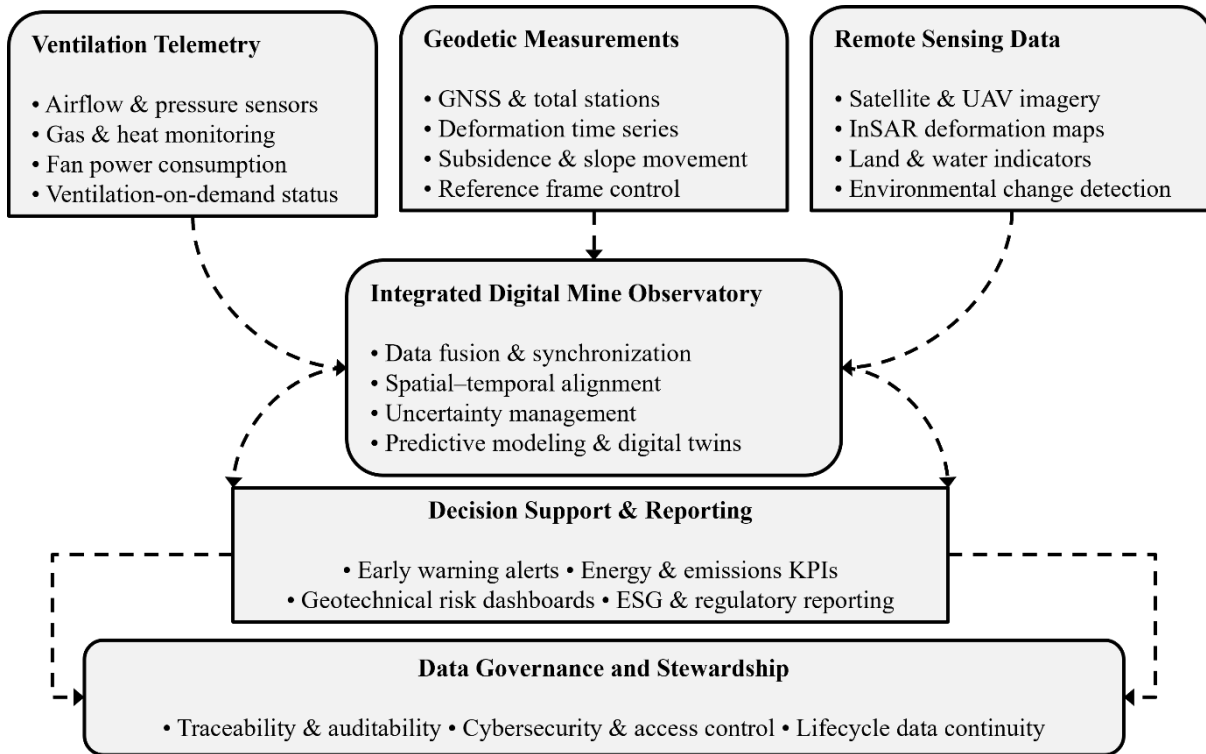 Ventilation Telemetry
• Airflow & pressure sensors
• Gas & heat monitoring
• Fan power consumption
• Ventilation-on-demand status
Geodetic Measurements
• GNSS & total stations
• Deformation time series
• Subsidence & slope movement
• Reference frame control
Remote Sensing Data
• Satellite & UAV imagery
• InSAR deformation maps
• Land & water indicators
• Environmental change detection
Integrated Digital Mine Observatory
• Data fusion & synchronization
• Spatial–temporal alignment
• Uncertainty management
• Predictive modeling & digital twins
Decision Support & Reporting
• Early warning alerts • Energy & emissions KPIs
• Geotechnical risk dashboards • ESG & regulatory reporting
Data Governance and Stewardship
• Traceability & auditability • Cybersecurity & access control • Lifecycle data continuity